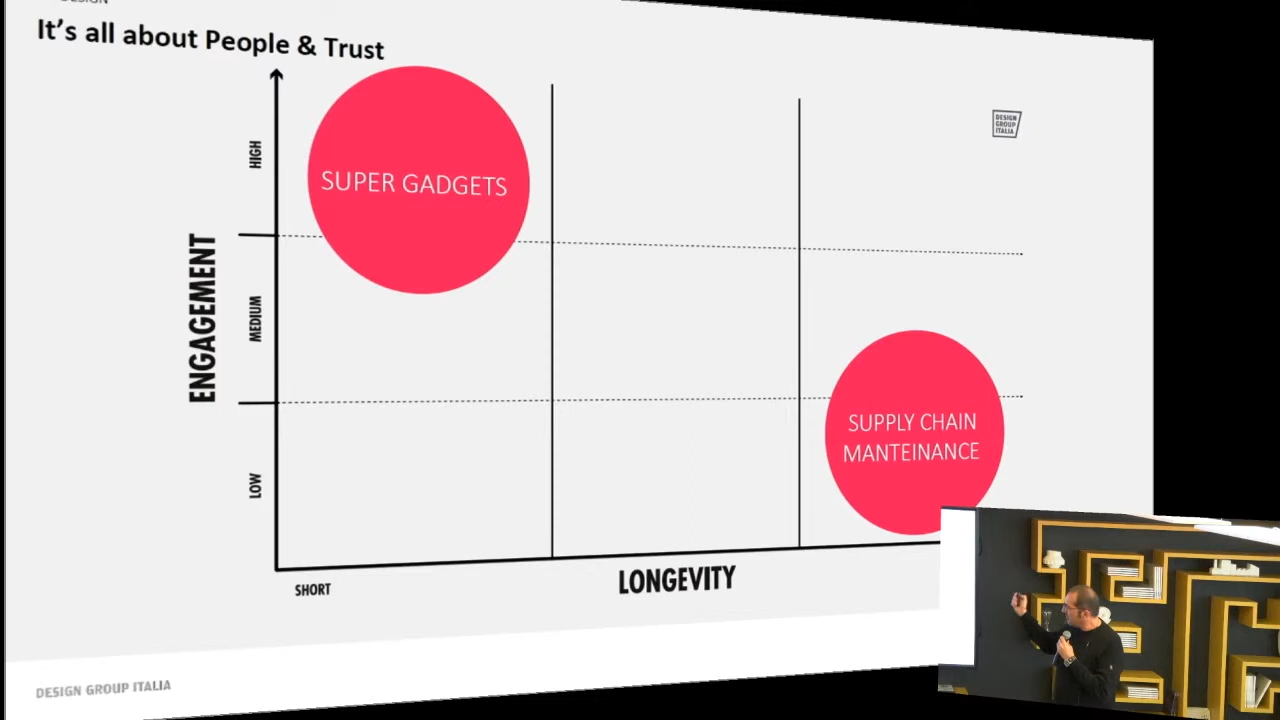 DESIGN
It's all about People & Trust
DESIGN
GROUP
ITALIA
HIGH
SUPER GADGETS
ENGAGEMENT
MEDIUM
SUPPLY CHAIN
MANTEINANCE
LOW
SHORT
LONGEVITY
DESIGN GROUP ITALIA